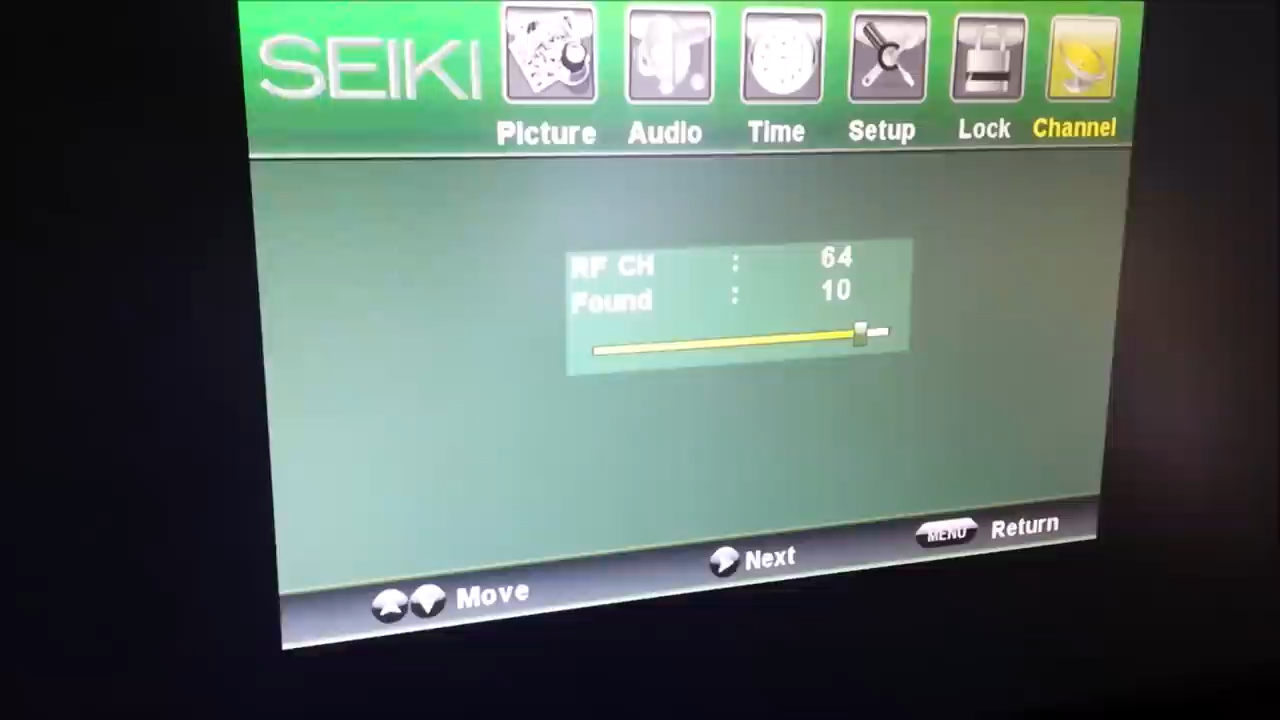 SEIKI
Picture Audio Time Setup Lock Channel
RF CH : 64
Found : 10
Move Next MENU Return